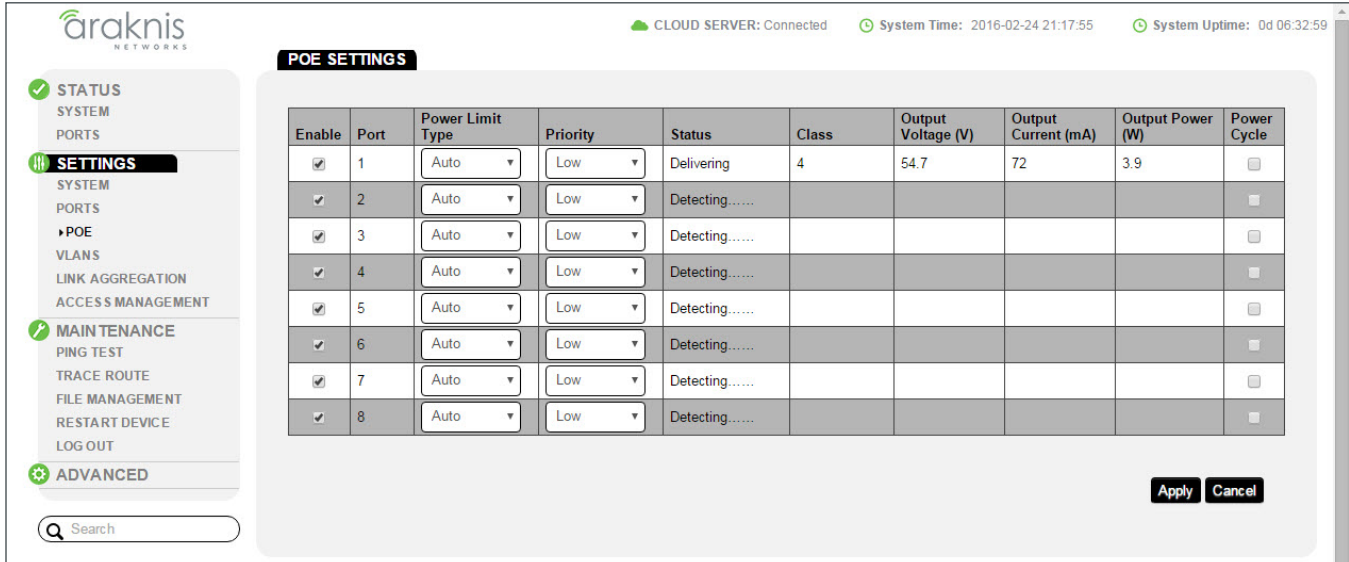 araknis
NETWORKS
CLOUD SERVER: Connected
System Time: 2016-02-24 21:17:55
System Uptime: 0d 06:32:59
POE SETTINGS
STATUS
SYSTEM
PORTS
SETTINGS
SYSTEM
PORTS
POE
VLANS
LINK AGGREGATION
ACCESS MANAGEMENT
MAINTENANCE
PING TEST
TRACE ROUTE
FILE MANAGEMENT
RESTART DEVICE
LOG OUT
ADVANCED
Search
Enable Port Power Limit Type Priority Status Class Output Voltage (V) Output Current (mA) Output Power (W) Power Cycle
1 Auto Low Delivering 4 54.7 72 3.9
2 Auto Low Detecting......
3 Auto Low Detecting......
4 Auto Low Detecting......
5 Auto Low Detecting......
6 Auto Low Detecting......
7 Auto Low Detecting......
8 Auto Low Detecting......
Apply Cancel